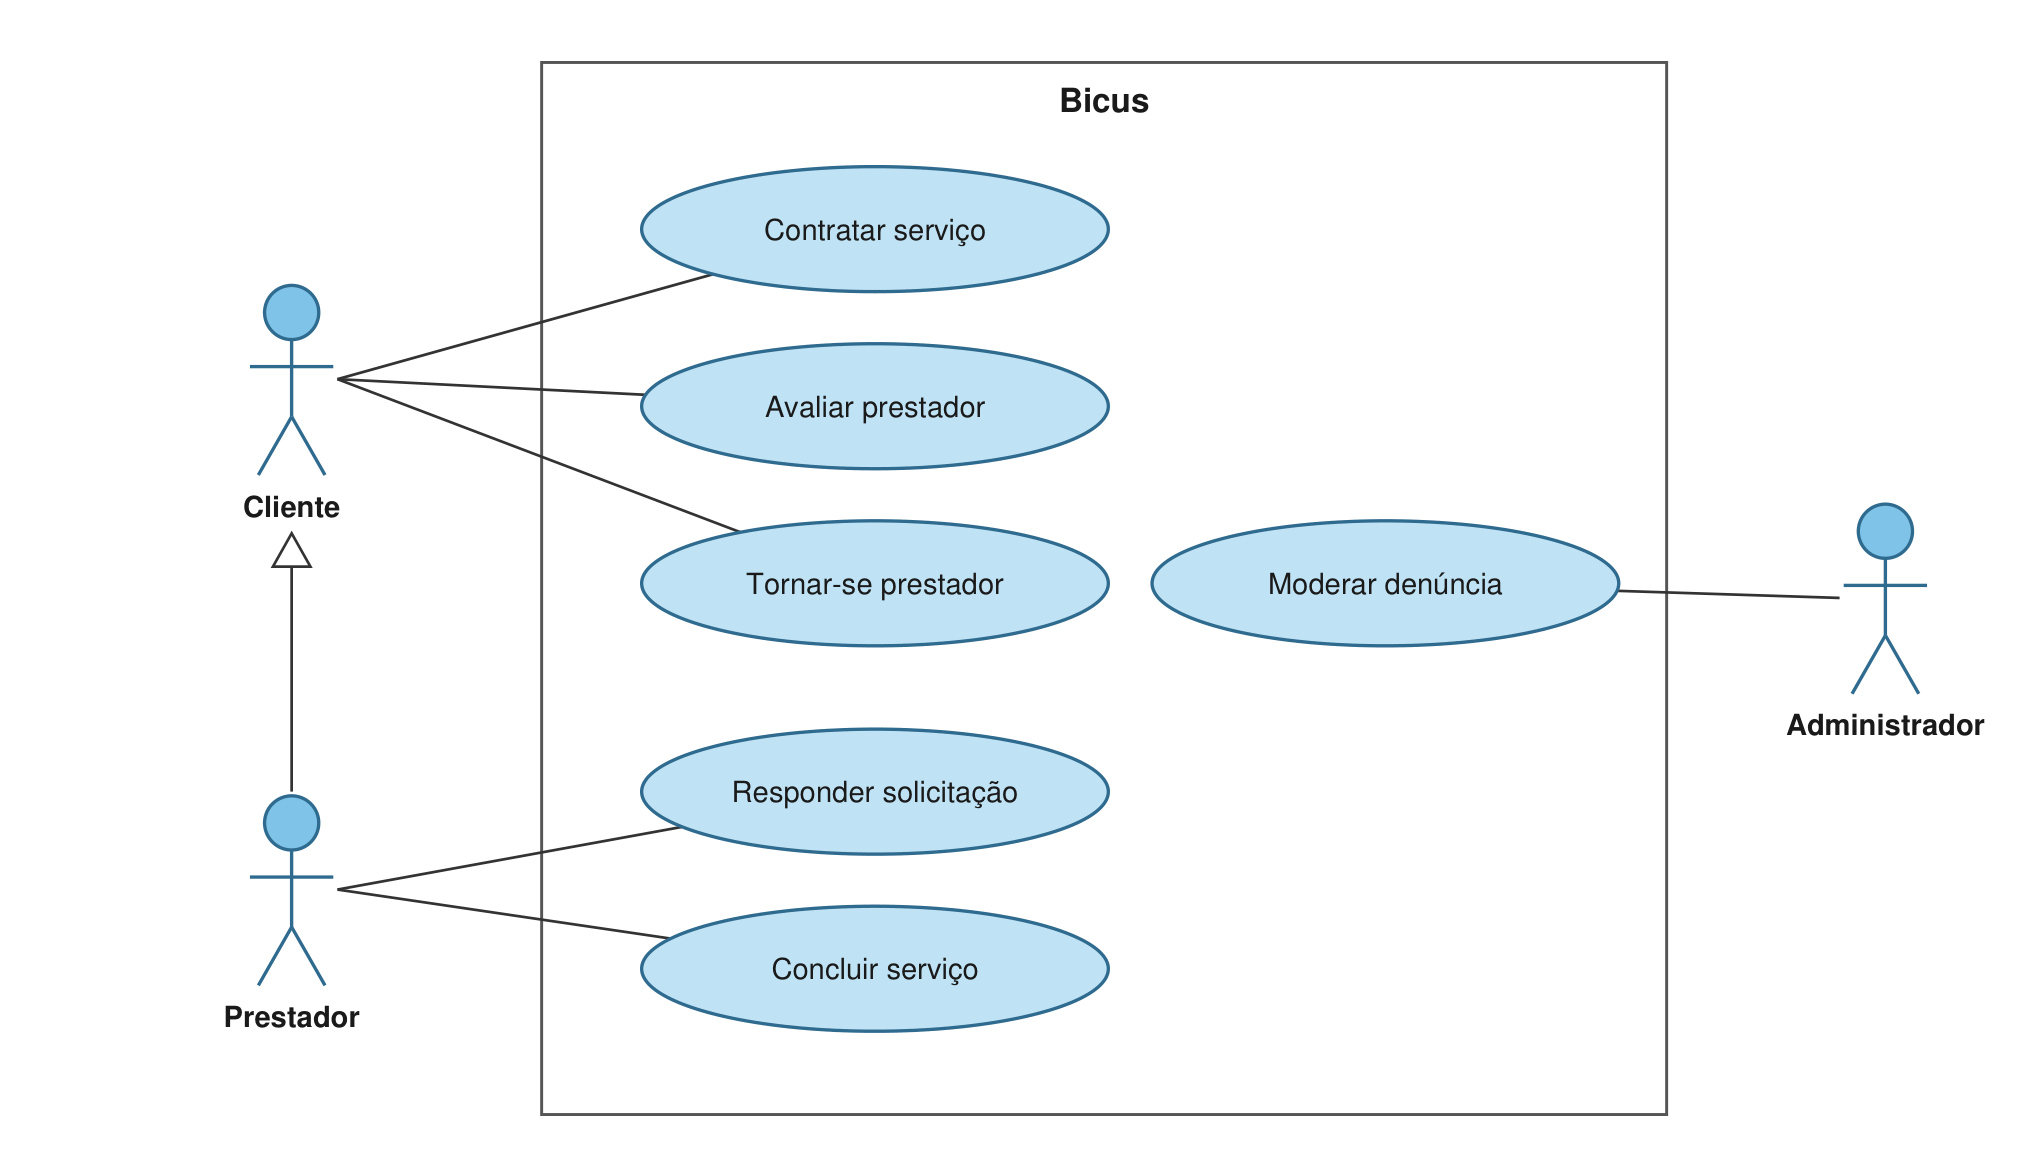 Bicus
Contratar serviço
Avaliar prestador
Cliente
Tornar-se prestador
Moderar denúncia
Administrador
Responder solicitação
Concluir serviço
Prestador